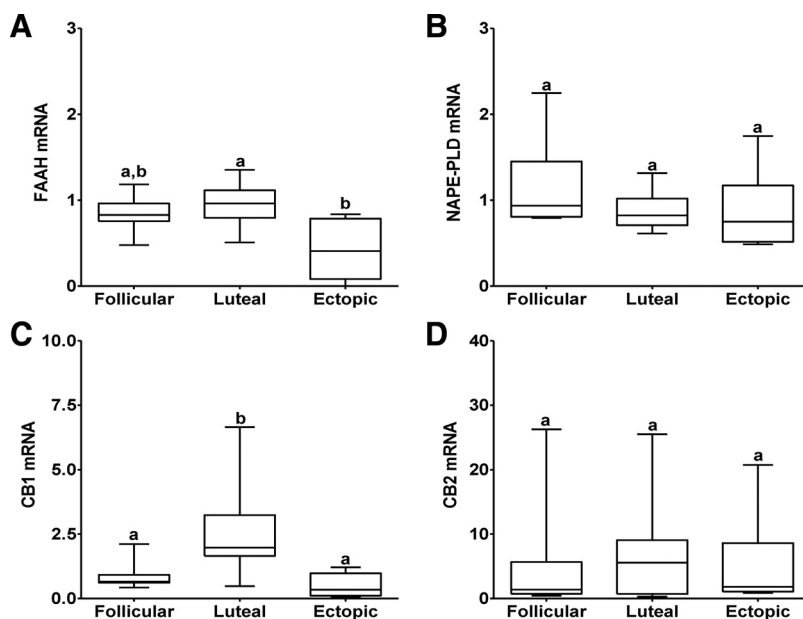 A
FAAH mRNA
3
2
1
0
a,b
a
b
Follicular
Luteal
Ectopic
B
NAPE-PLD mRNA
3
2
1
0
a
a
a
Follicular
Luteal
Ectopic
C
CB1 mRNA
10.0
7.5
5.0
2.5
0.0
a
b
a
Follicular
Luteal
Ectopic
D
CB2 mRNA
40
30
20
10
0
a
a
a
Follicular
Luteal
Ectopic